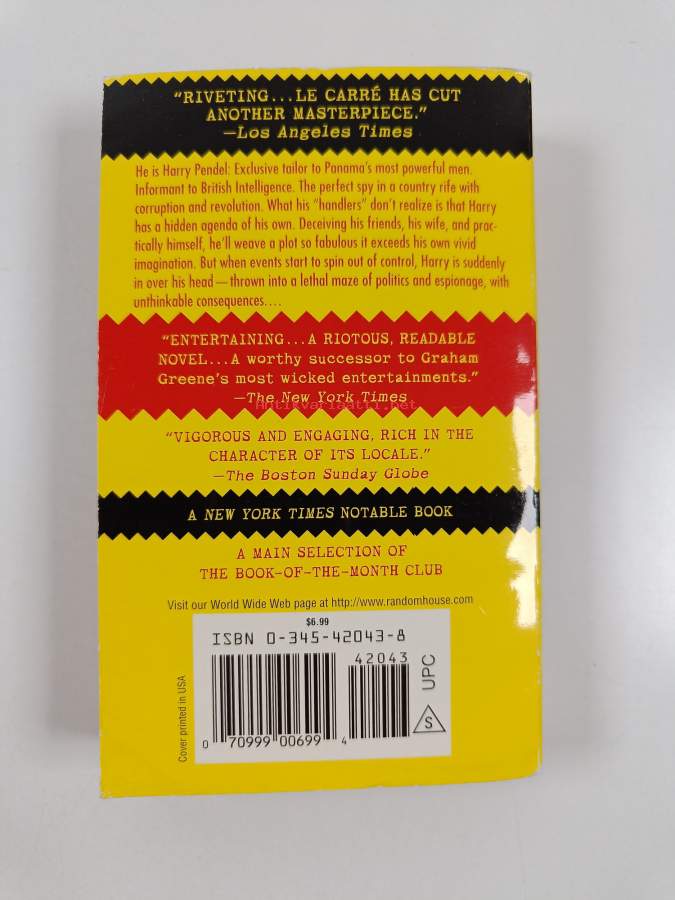 “RIVETING...LE CARRÉ HAS CUT
ANOTHER MASTERPIECE.”
—Los Angeles Times
He is Harry Pendel: Exclusive tailor to Panama’s most powerful men.
Informant to British Intelligence. The perfect spy in a country rife with
corruption and revolution. What his “handlers” don’t realize is that Harry
has a hidden agenda of his own. Deceiving his friends, his wife, and prac-
tically himself, he’ll weave a plot so fabulous it exceeds his own vivid
imagination. But when events start to spin out of control, Harry is suddenly
in over his head—thrown into a lethal maze of politics and espionage, with
unthinkable consequences....
“ENTERTAINING...A RIOTOUS, READABLE
NOVEL...A worthy successor to Graham
Greene’s most wicked entertainments.”
—The New York Times
Antikvariaatti.net
“VIGOROUS AND ENGAGING, RICH IN THE
CHARACTER OF ITS LOCALE.”
—The Boston Sunday Globe
A NEW YORK TIMES NOTABLE BOOK
A MAIN SELECTION OF
THE BOOK-OF-THE-MONTH CLUB
Visit our World Wide Web page at http://www.randomhouse.com
$6.99
ISBN 0-345-42043-8
42043
UPC
S
0 70999 00699 4
Cover printed in USA